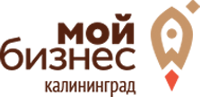 мой
бизнес
калининград